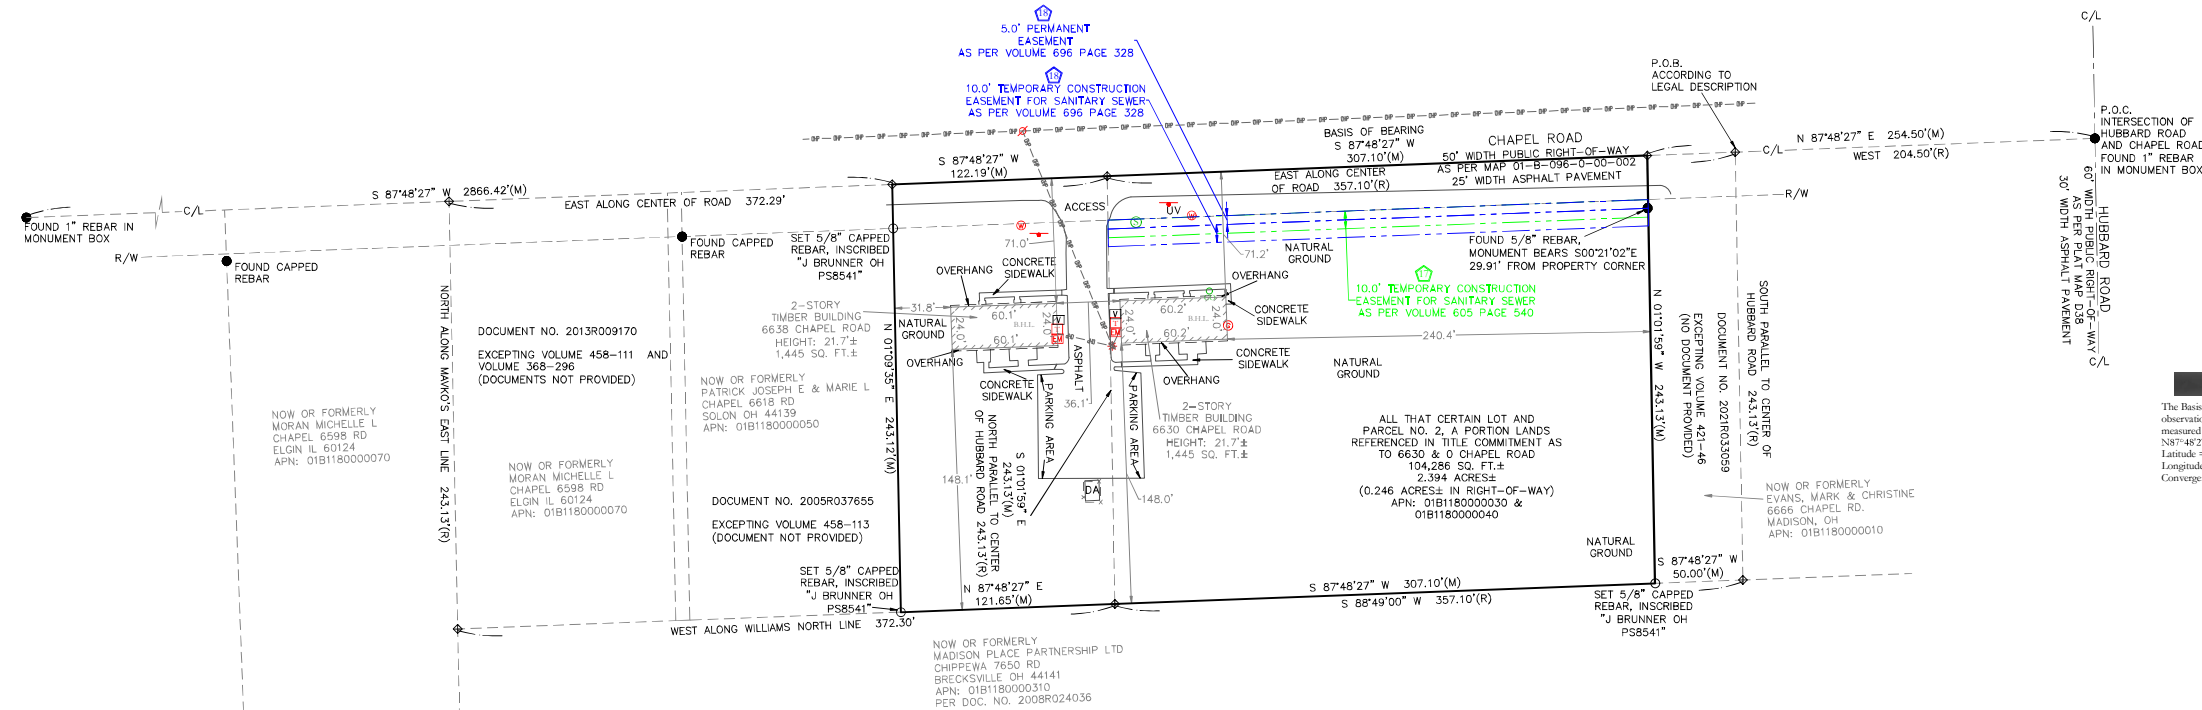 18
5.0' PERMANENT
EASEMENT
AS PER VOLUME 696 PAGE 328
18
10.0' TEMPORARY CONSTRUCTION
EASEMENT FOR SANITARY SEWER
AS PER VOLUME 696 PAGE 328
C/L
P.O.B.
ACCORDING TO
LEGAL DESCRIPTION
P.O.C.
INTERSECTION OF
HUBBARD ROAD
AND CHAPEL ROAD
FOUND 1" REBAR
IN MONUMENT BOX
N 87°48'27" E 254.50'(M)
WEST 204.50'(R)
C/L
BASIS OF BEARING
S 87°48'27" W
307.10'(M)
CHAPEL ROAD
50' WIDTH PUBLIC RIGHT-OF-WAY
AS PER MAP 01-B-096-0-00-002
25' WIDTH ASPHALT PAVEMENT
EAST ALONG CENTER
OF ROAD 357.10'(R)
S 87°48'27" W
122.19'(M)
S 87°48'27" W 2866.42'(M)
EAST ALONG CENTER OF ROAD 372.29'
C/L
FOUND 1" REBAR IN
MONUMENT BOX
R/W
R/W
FOUND CAPPED
REBAR
FOUND CAPPED
REBAR
SET 5/8" CAPPED
REBAR, INSCRIBED
"J BRUNNER OH
PS8541"
ACCESS
UV
W
W
S
71.0'
71.2'
NATURAL
GROUND
FOUND 5/8" REBAR,
MONUMENT BEARS S00°21'02"E
29.91' FROM PROPERTY CORNER
17
10.0' TEMPORARY CONSTRUCTION
EASEMENT FOR SANITARY SEWER
AS PER VOLUME 605 PAGE 540
OVERHANG
CONCRETE
SIDEWALK
OVERHANG
CONCRETE
SIDEWALK
2-STORY
TIMBER BUILDING
6638 CHAPEL ROAD
HEIGHT: 21.7'±
1,445 SQ. FT.±
31.8'
NATURAL
GROUND
OVERHANG
24.0'
60.1'
B.H.L.
60.1'
24.0'
V
T
EM
V
T
EM
24.0'
60.2'
B.H.L.
60.2'
24.0'
G
240.4'
CONCRETE
SIDEWALK
OVERHANG
CONCRETE
SIDEWALK
ASPHALT
36.1'
PARKING AREA
PARKING AREA
2-STORY
TIMBER BUILDING
6630 CHAPEL ROAD
HEIGHT: 21.7'±
1,445 SQ. FT.±
NATURAL
GROUND
DA
148.1'
148.0'
N 01°09'35" E 243.12'(M)
S 01°01'59" E
243.13'(M)
NORTH PARALLEL TO CENTER
OF HUBBARD ROAD 243.13'(R)
ALL THAT CERTAIN LOT AND
PARCEL NO. 2, A PORTION LANDS
REFERENCED IN TITLE COMMITMENT AS
TO 6630 & 0 CHAPEL ROAD
104,286 SQ. FT.±
2.394 ACRES±
(0.246 ACRES± IN RIGHT-OF-WAY)
APN: 01B1180000030 &
01B1180000040
NATURAL
GROUND
N 01°01'59" W 243.13'(M)
EXCEPTING VOLUME 421-46
(NO DOCUMENT PROVIDED)
DOCUMENT NO. 2021R033059
SOUTH PARALLEL TO CENTER OF
HUBBARD ROAD 243.13'(R)
HUBBARD ROAD
60' WIDTH PUBLIC RIGHT-OF-WAY
AS PER PLAT MAP D38
30' WIDTH ASPHALT PAVEMENT
C/L
NOW OR FORMERLY
EVANS, MARK & CHRISTINE
6666 CHAPEL RD.
MADISON, OH
APN: 01B1180000010
S 87°48'27" W
50.00'(M)
SET 5/8" CAPPED
REBAR, INSCRIBED
"J BRUNNER OH
PS8541"
S 87°48'27" W 307.10'(M)
S 88°49'00" W 357.10'(R)
N 87°48'27" E
121.65'(M)
SET 5/8" CAPPED
REBAR, INSCRIBED
"J BRUNNER OH
PS8541"
WEST ALONG WILLIAMS NORTH LINE 372.30'
NOW OR FORMERLY
MADISON PLACE PARTNERSHIP LTD
CHIPPEWA 7650 RD
BRECKSVILLE OH 44141
APN: 01B1180000310
PER DOC. NO. 2008R024036
DOCUMENT NO. 2013R009170
EXCEPTING VOLUME 458-111 AND
VOLUME 368-296
(DOCUMENTS NOT PROVIDED)
NOW OR FORMERLY
PATRICK JOSEPH E & MARIE L
CHAPEL 6618 RD
SOLON OH 44139
APN: 01B1180000050
DOCUMENT NO. 2005R037655
EXCEPTING VOLUME 458-113
(DOCUMENT NOT PROVIDED)
NORTH ALONG MAVKO'S EAST LINE 243.13'(R)
NOW OR FORMERLY
MORAN MICHELLE L
CHAPEL 6598 RD
ELGIN IL 60124
APN: 01B1180000070
NOW OR FORMERLY
MORAN MICHELLE L
CHAPEL 6598 RD
ELGIN IL 60124
APN: 01B1180000070
The Basis
observatio
measured
N87°48'2
Latitude =
Longitude
Converge